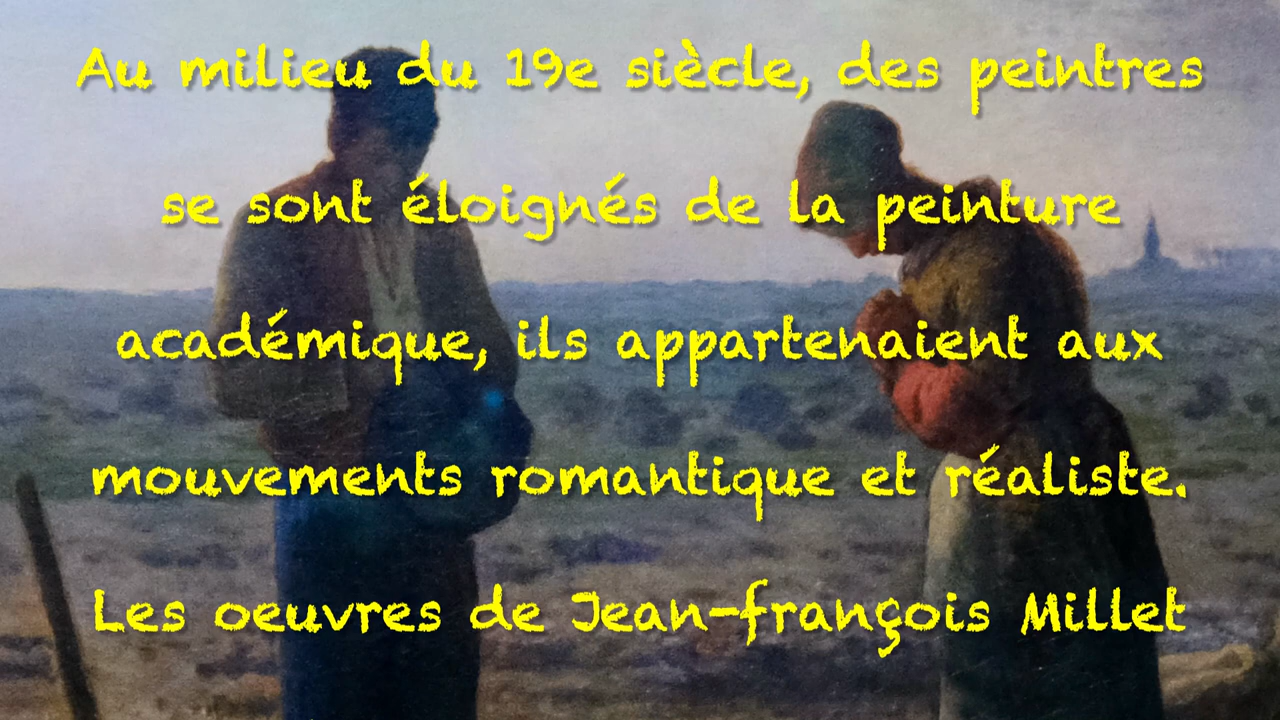 Au milieu du 19e siècle, des peintres
se sont éloignés de la peinture
académique, ils appartenaient aux
mouvements romantique et réaliste.
Les oeuvres de Jean-françois Millet